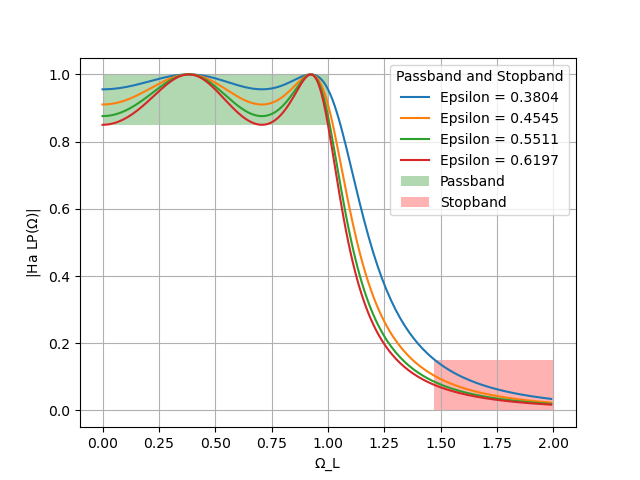 Passband and Stopband
Epsilon = 0.3804
Epsilon = 0.4545
Epsilon = 0.5511
Epsilon = 0.6197
Passband
Stopband
|Ha LP(Ω)|
1.0
0.8
0.6
0.4
0.2
0.0
0.00 0.25 0.50 0.75 1.00 1.25 1.50 1.75 2.00
Ω_L